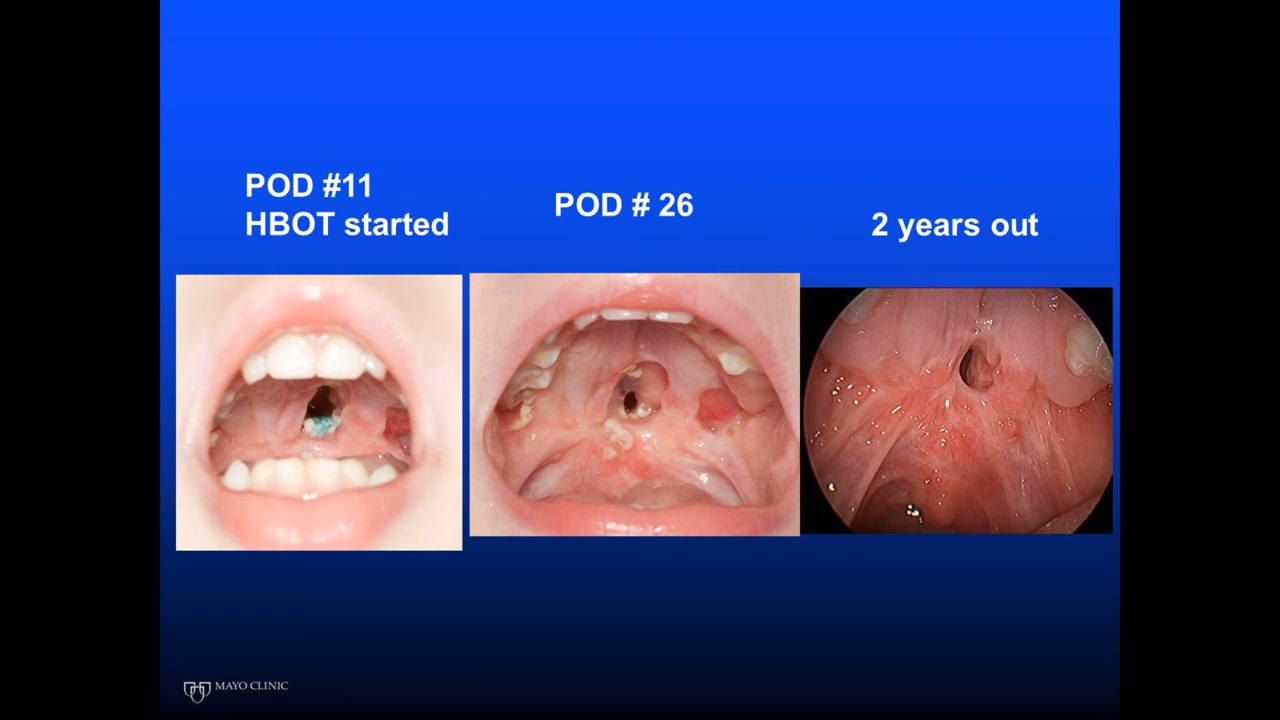 POD #11
HBOT started
POD # 26
2 years out
MAYO CLINIC